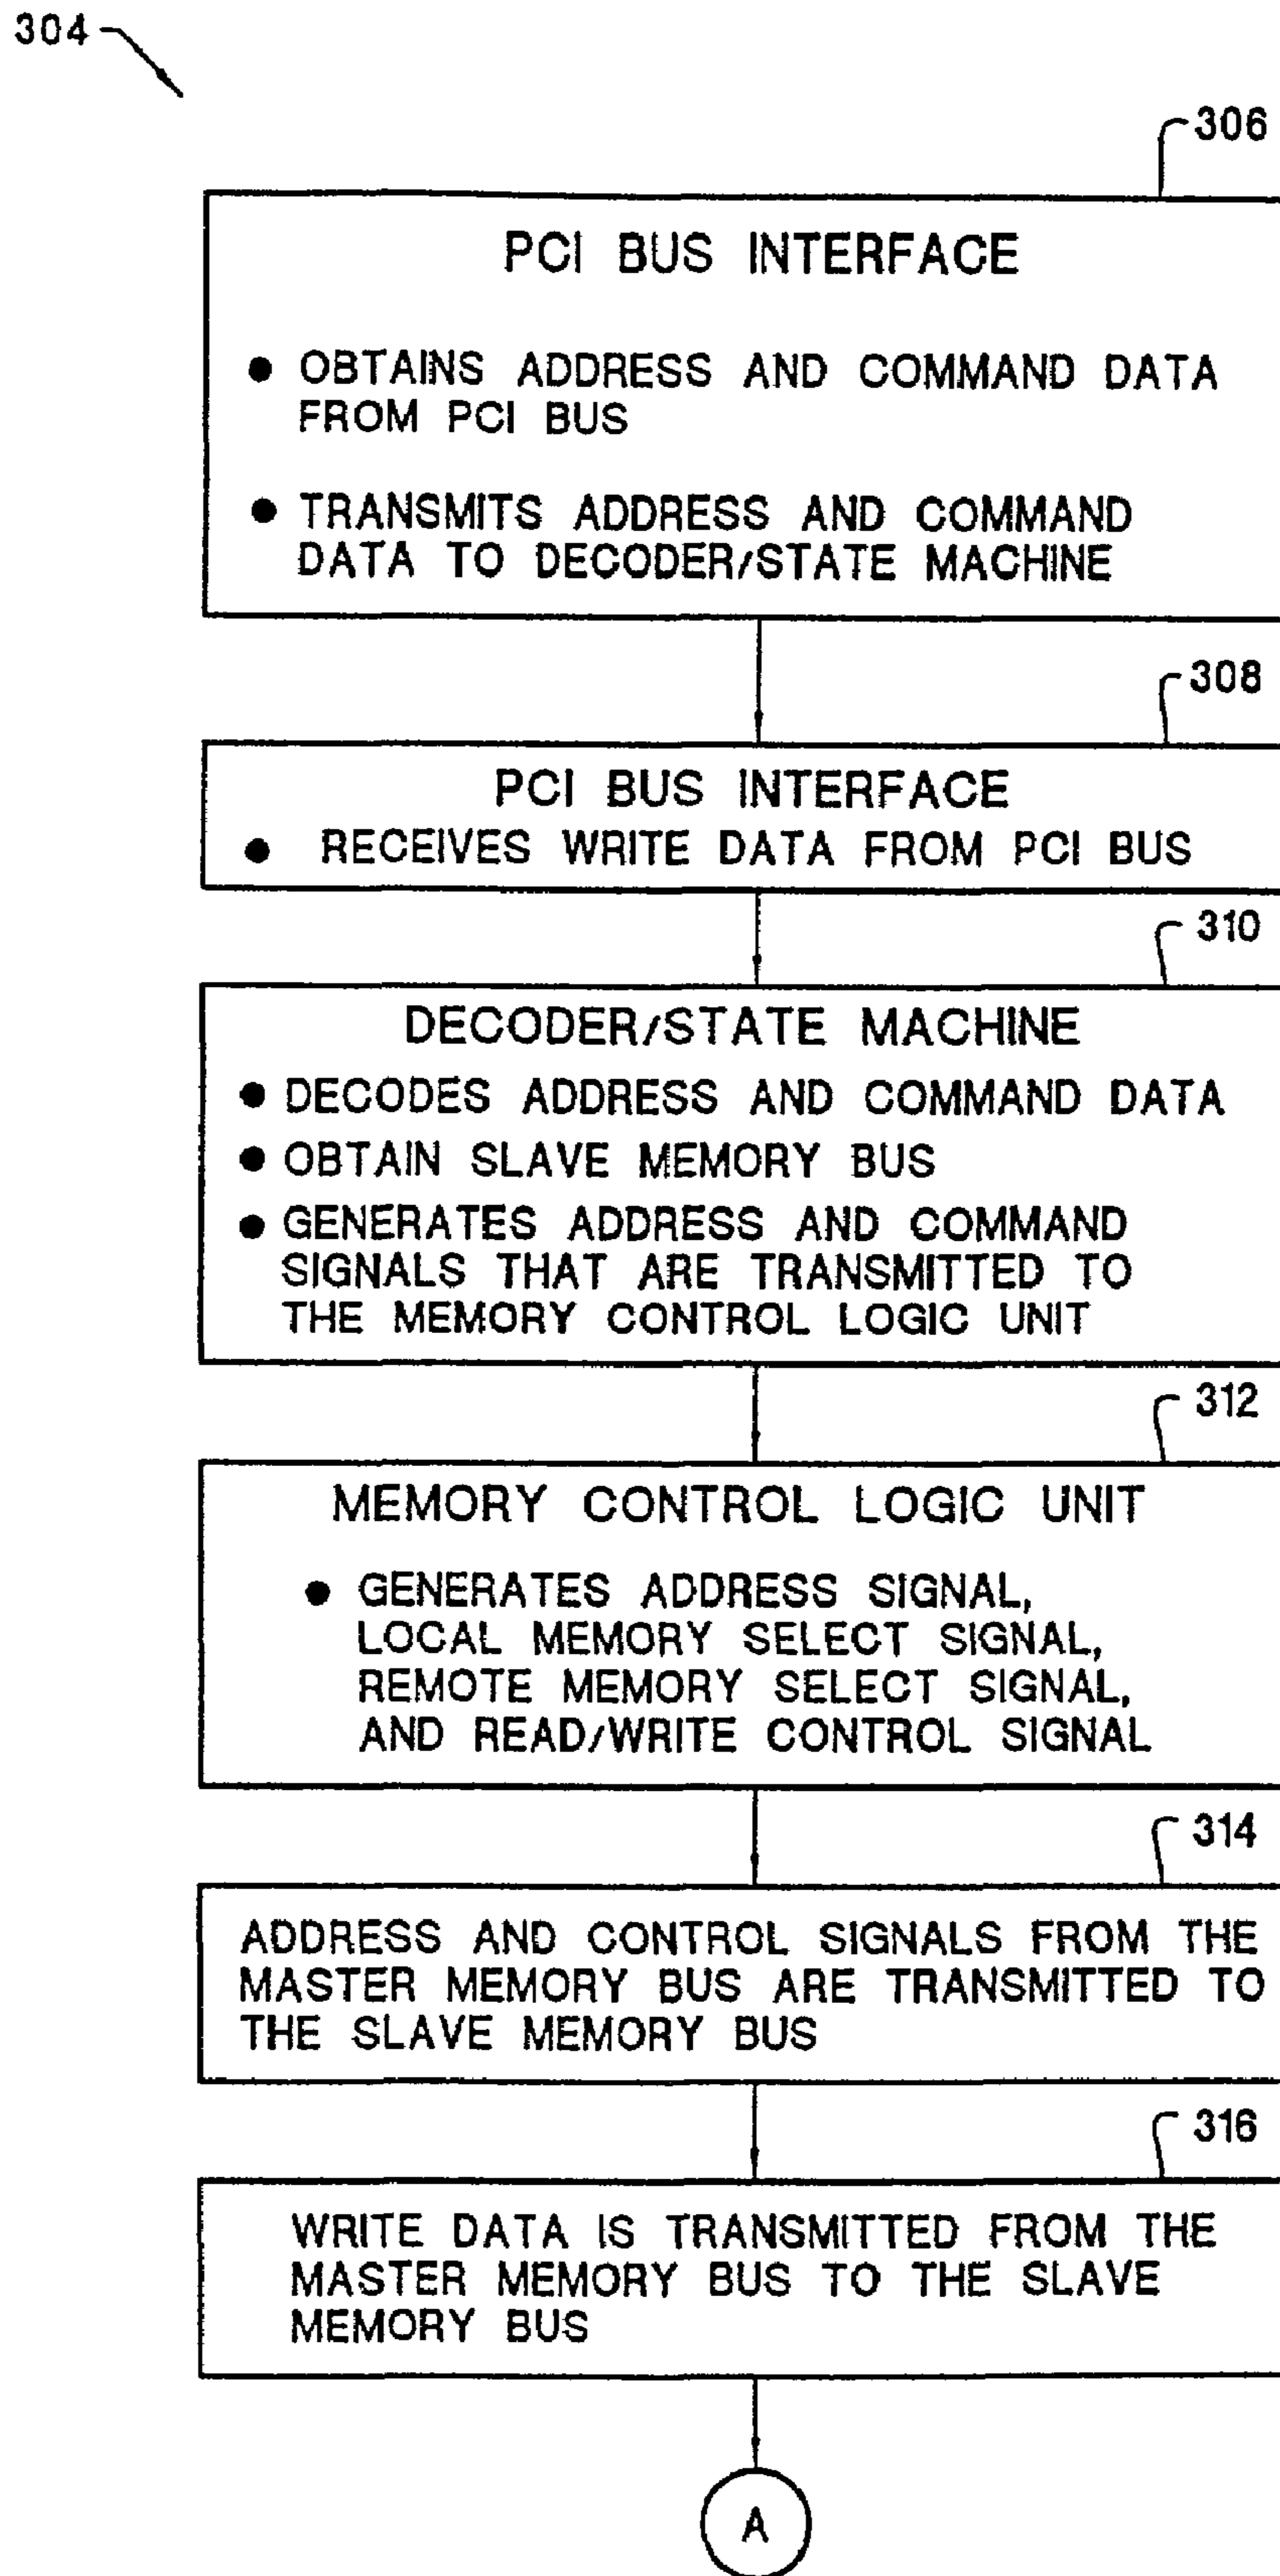 304
306
PCI BUS INTERFACE
● OBTAINS ADDRESS AND COMMAND DATA
FROM PCI BUS
● TRANSMITS ADDRESS AND COMMAND
DATA TO DECODER/STATE MACHINE
308
PCI BUS INTERFACE
● RECEIVES WRITE DATA FROM PCI BUS
310
DECODER/STATE MACHINE
● DECODES ADDRESS AND COMMAND DATA
● OBTAIN SLAVE MEMORY BUS
● GENERATES ADDRESS AND COMMAND
SIGNALS THAT ARE TRANSMITTED TO
THE MEMORY CONTROL LOGIC UNIT
312
MEMORY CONTROL LOGIC UNIT
● GENERATES ADDRESS SIGNAL,
LOCAL MEMORY SELECT SIGNAL,
REMOTE MEMORY SELECT SIGNAL,
AND READ/WRITE CONTROL SIGNAL
314
ADDRESS AND CONTROL SIGNALS FROM THE
MASTER MEMORY BUS ARE TRANSMITTED TO
THE SLAVE MEMORY BUS
316
WRITE DATA IS TRANSMITTED FROM THE
MASTER MEMORY BUS TO THE SLAVE
MEMORY BUS
A